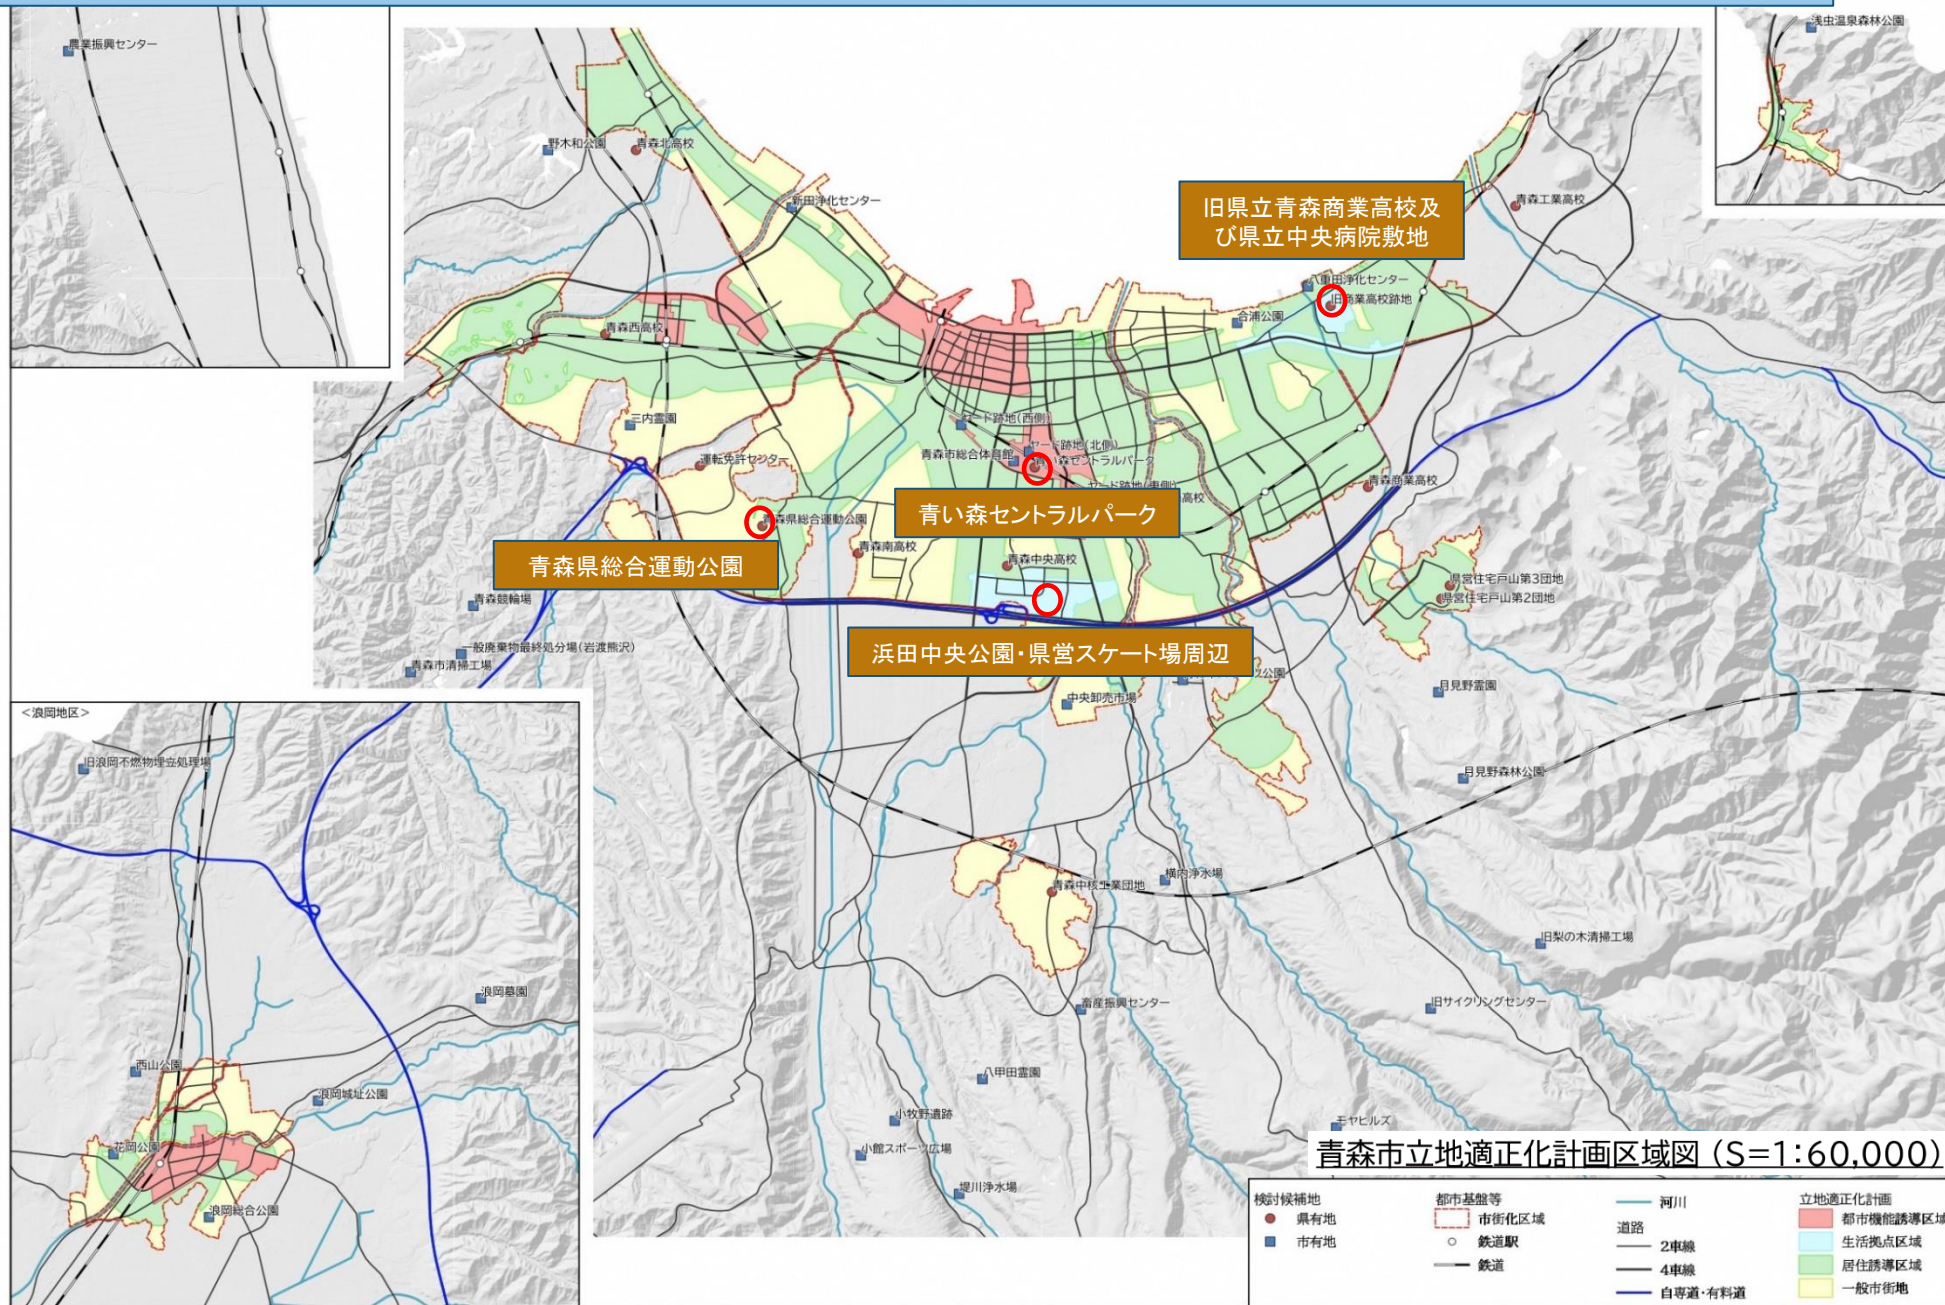 農業振興センター
浅虫温泉森林公園
野木和公園
青森北高校
新田浄化センター
青森工業高校
旧県立青森商業高校及
び県立中央病院敷地
八重田浄化センター
旧商業高校跡地
合浦公園
青森西高校
三内霊園
ヤード跡地(西側)
ヤード跡地(北側)
青森市総合体育館
青い森セントラルパーク
ヤード跡地(東側)
高校
運転免許センター
青森商業高校
青森県総合運動公園
青い森セントラルパーク
青森南高校
青森県総合運動公園
青森中央高校
県営住宅戸山第3団地
県営住宅戸山第2団地
青森競輪場
浜田中央公園・県営スケート場周辺
一般廃棄物最終処分場(岩渡熊沢)
青森市清掃工場
公園
月見野霊園
中央卸売市場
<浪岡地区>
旧浪岡不燃物埋立処理場
月見野森林公園
横内浄水場
青森中核工業団地
旧梨の木清掃工場
浪岡墓園
畜産振興センター
旧サイクリングセンター
西山公園
八甲田霊園
浪岡城址公園
小牧野遺跡
モヤヒルズ
花岡公園
小館スポーツ広場
堤川浄水場
浪岡総合公園
青森市立地適正化計画区域図（S=1:60,000）
検討候補地
県有地
市有地
都市基盤等
市街化区域
鉄道駅
鉄道
河川
道路
2車線
4車線
自専道・有料道
立地適正化計画
都市機能誘導区域
生活拠点区域
居住誘導区域
一般市街地